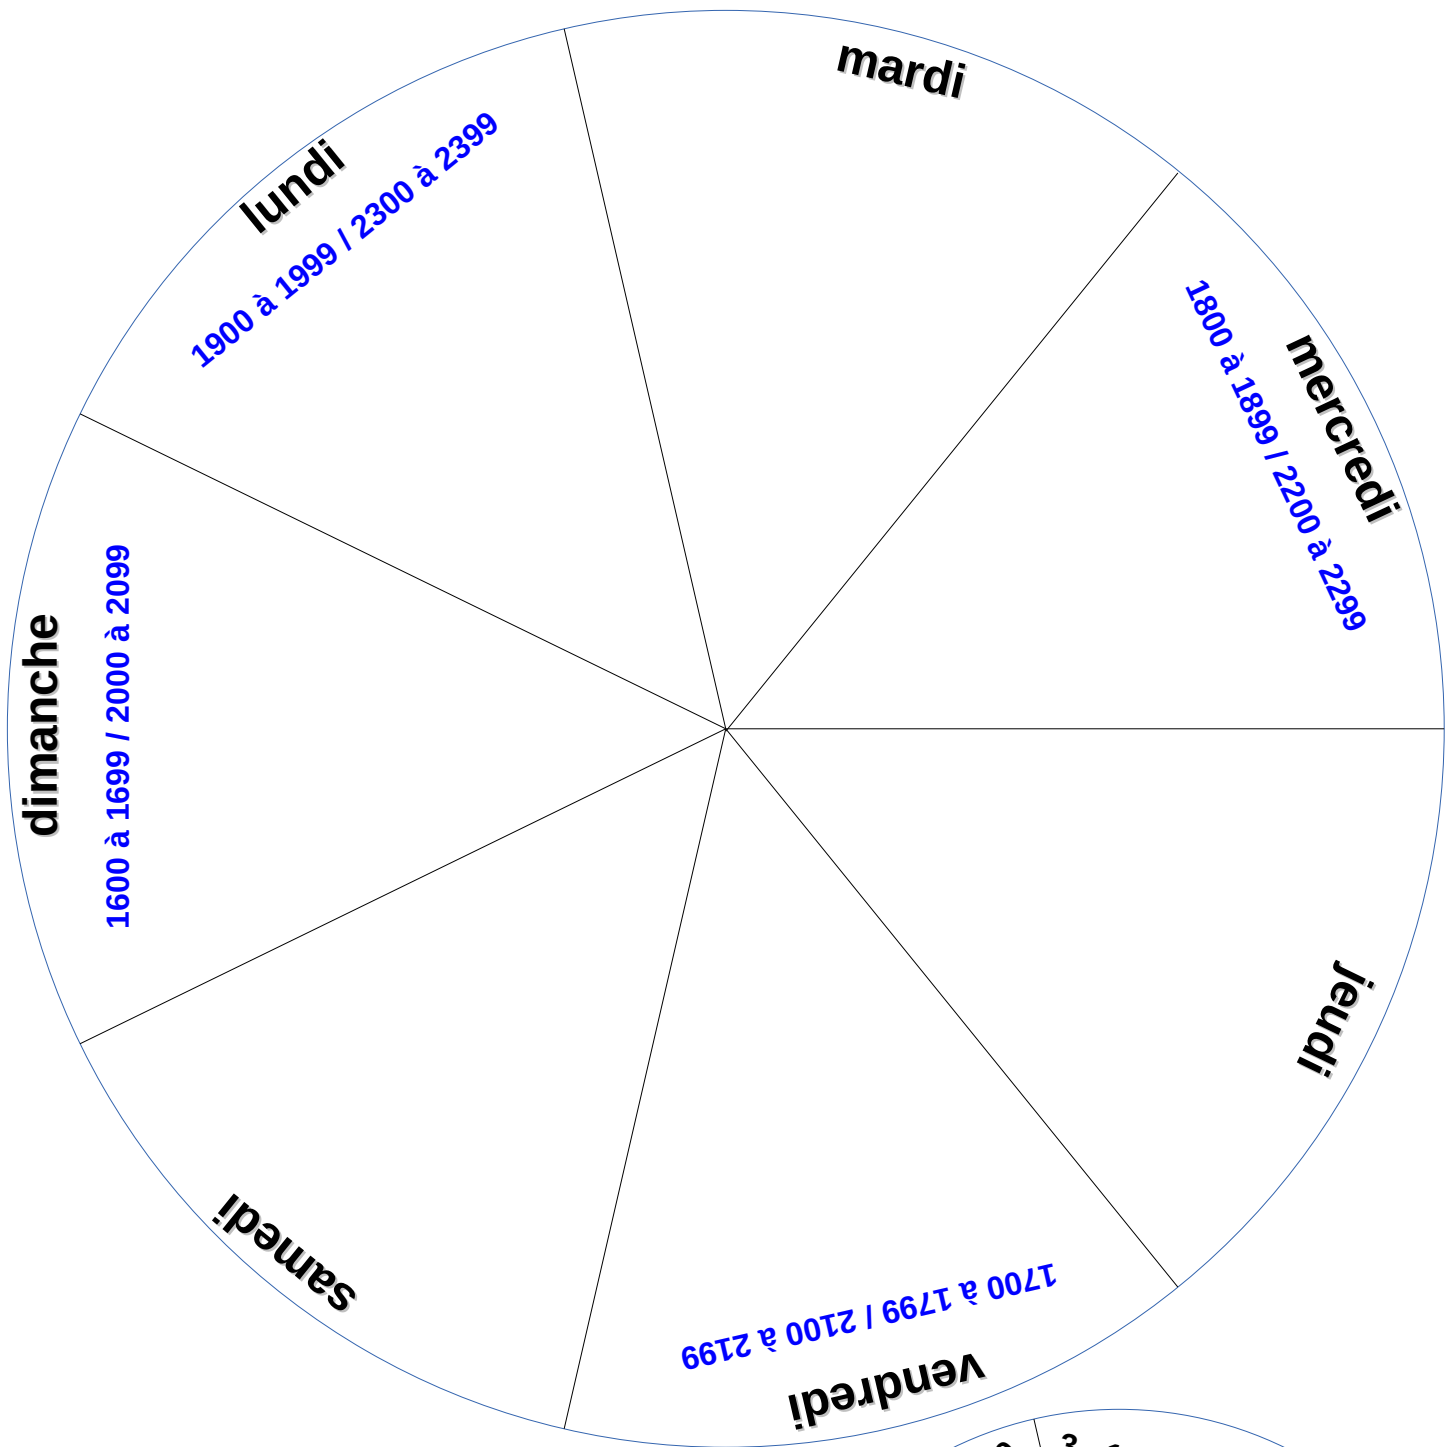 lundi
1900 à 1999 / 2300 à 2399
mardi
mercredi
1800 à 1899 / 2200 à 2299
jeudi
vendredi
1700 à 1799 / 2100 à 2199
samedi
dimanche
1600 à 1699 / 2000 à 2099
3